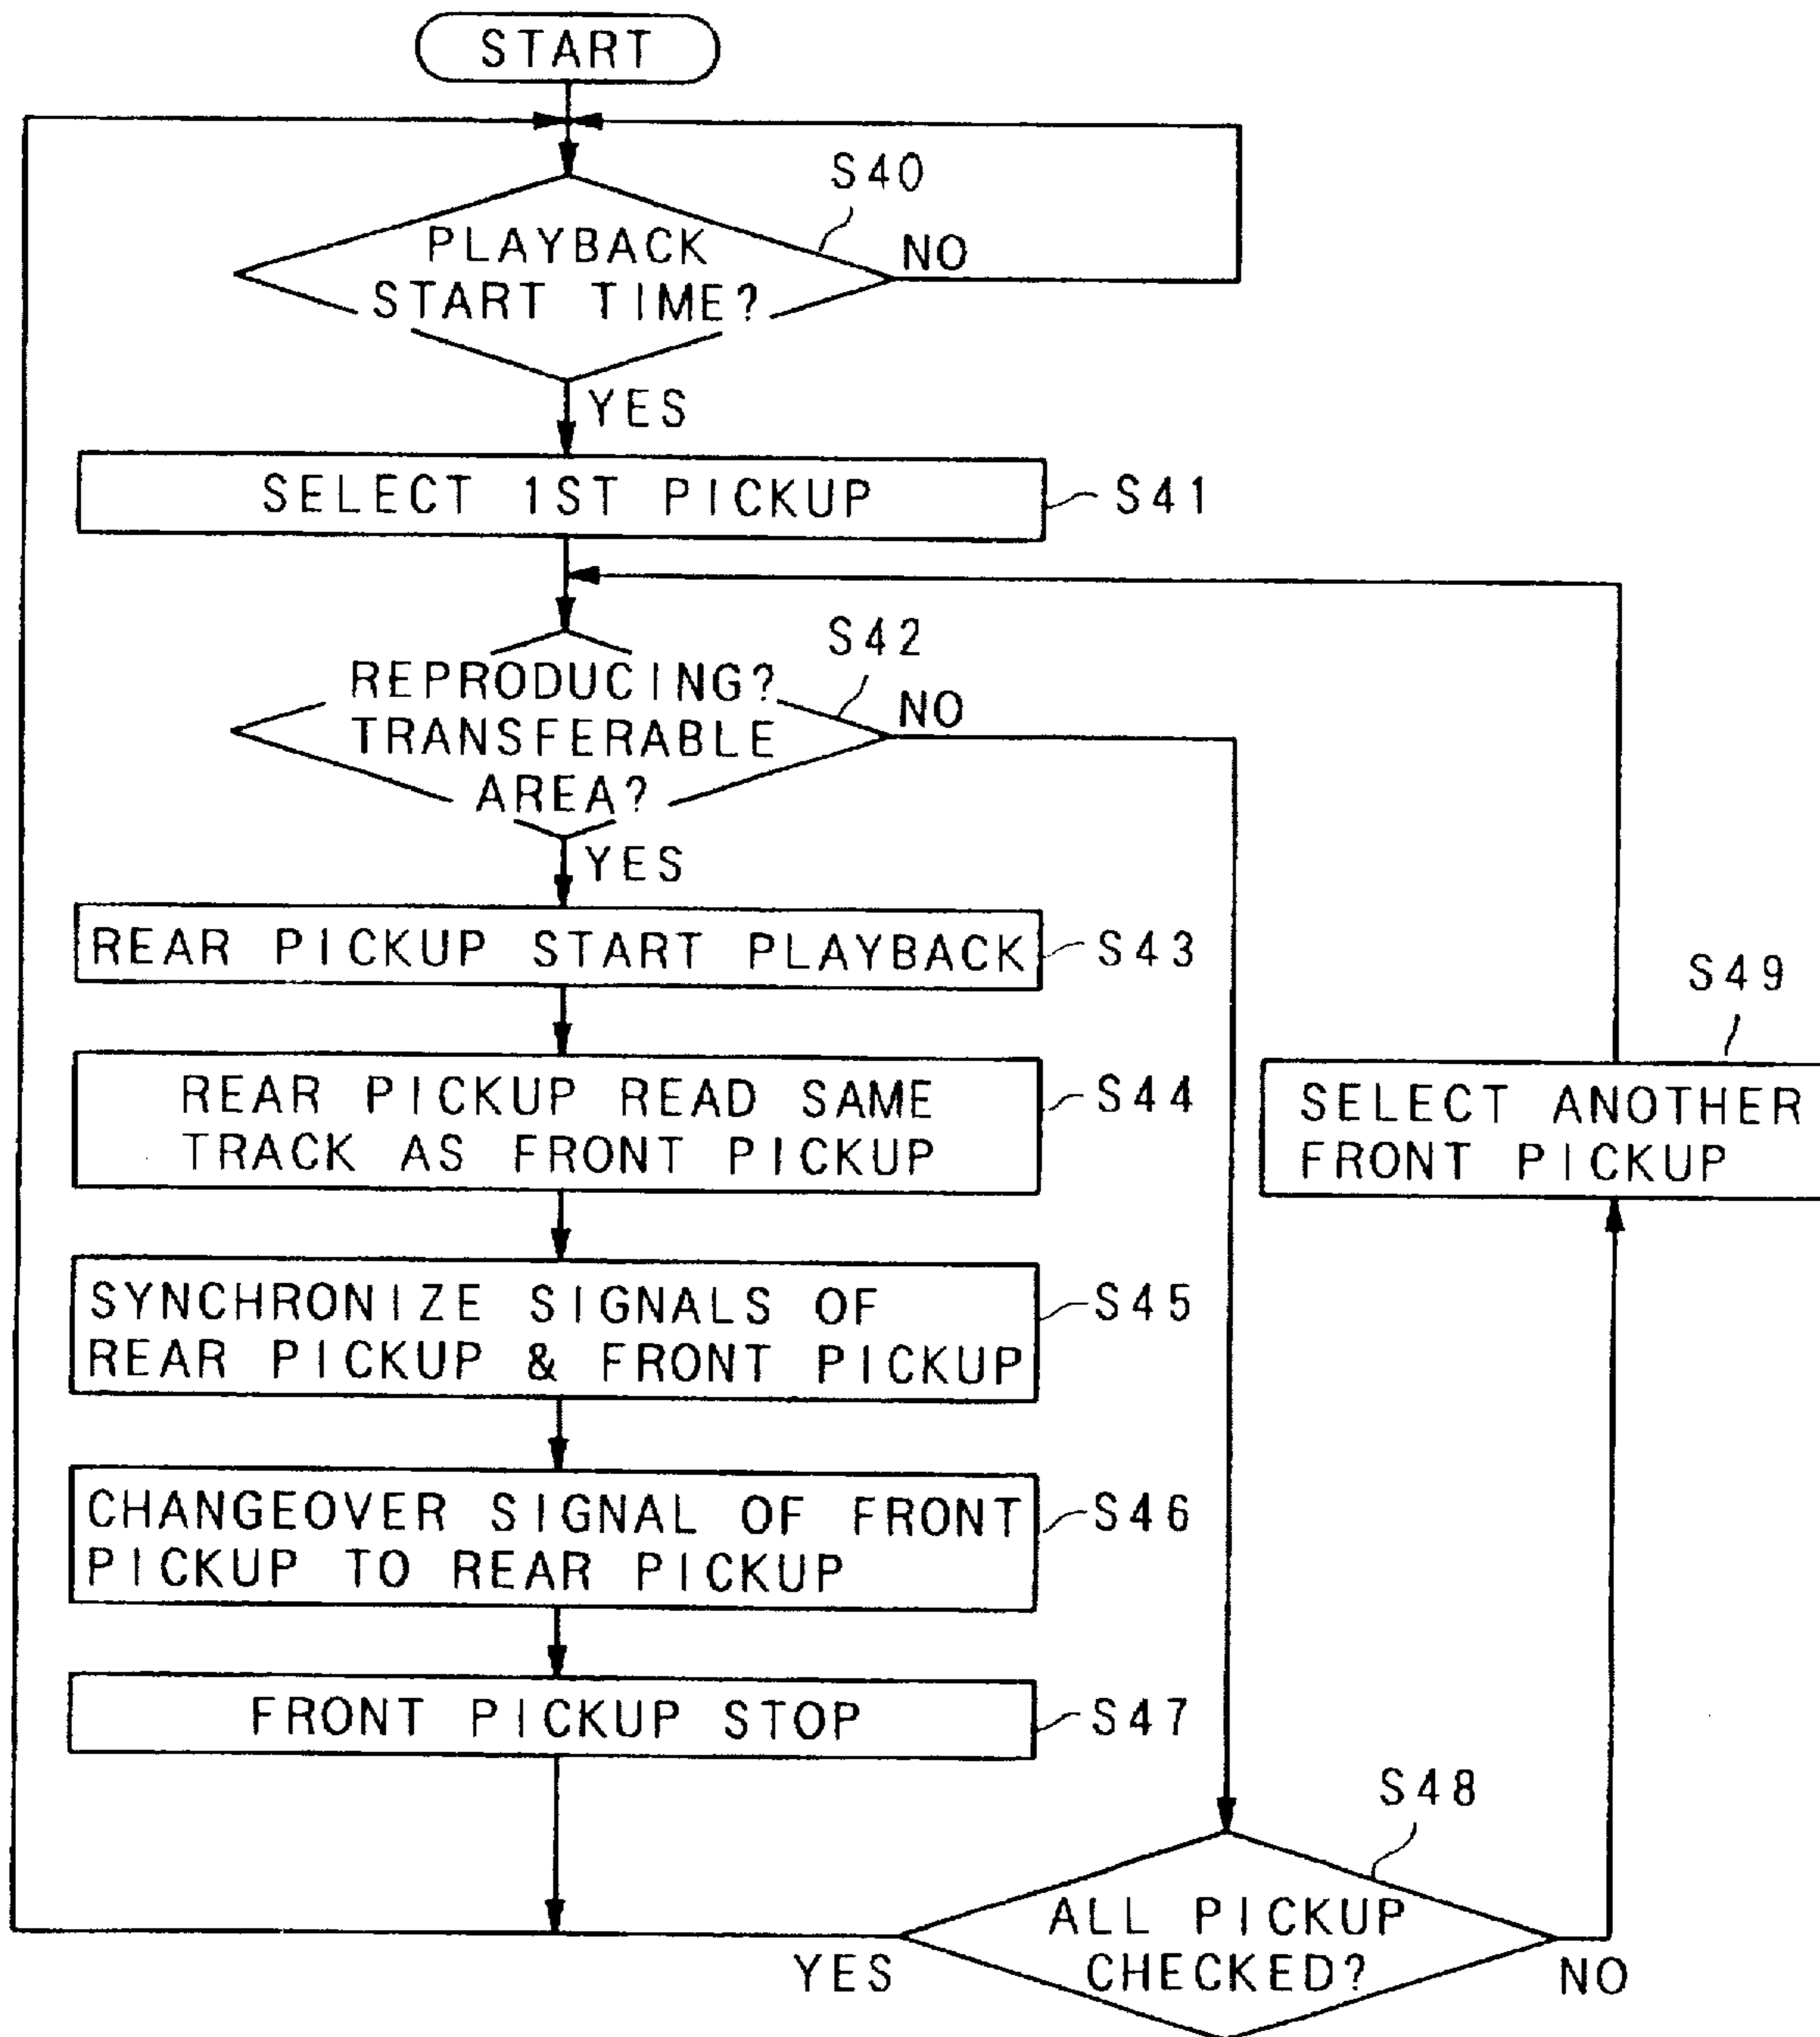 START
S40
PLAYBACK
START TIME?
NO
YES
SELECT 1ST PICKUP
S41
S42
REPRODUCING?
TRANSFERABLE
AREA?
NO
YES
REAR PICKUP START PLAYBACK
S43
REAR PICKUP READ SAME
TRACK AS FRONT PICKUP
S44
S49
SELECT ANOTHER
FRONT PICKUP
SYNCHRONIZE SIGNALS OF
REAR PICKUP & FRONT PICKUP
S45
CHANGEOVER SIGNAL OF FRONT
PICKUP TO REAR PICKUP
S46
FRONT PICKUP STOP
S47
S48
ALL PICKUP
CHECKED?
YES
NO